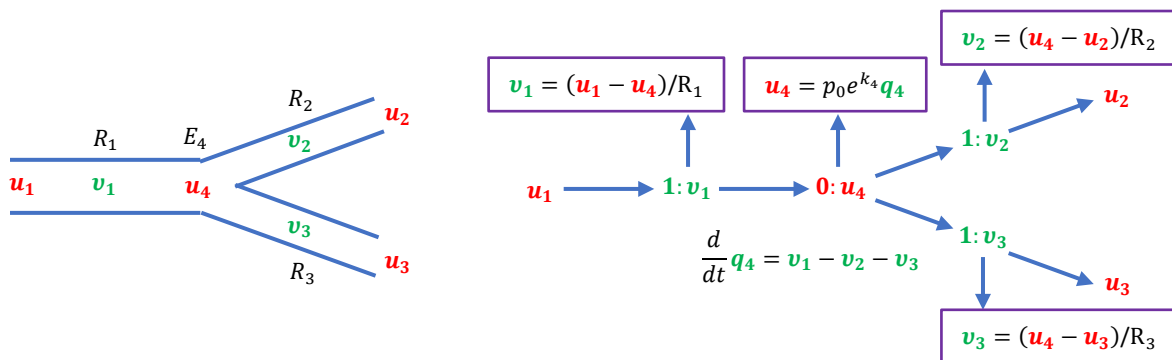 R₁
E₄
R₂
u₁
v₁
u₄
v₂
u₂
v₃
u₃
R₃
v₁ = (u₁ − u₄)/R₁
u₄ = p₀e^{k₄}q₄
v₂ = (u₄ − u₂)/R₂
u₂
1: v₂
u₁
1: v₁
0: u₄
1: v₃
d/dt q₄ = v₁ − v₂ − v₃
u₃
v₃ = (u₄ − u₃)/R₃